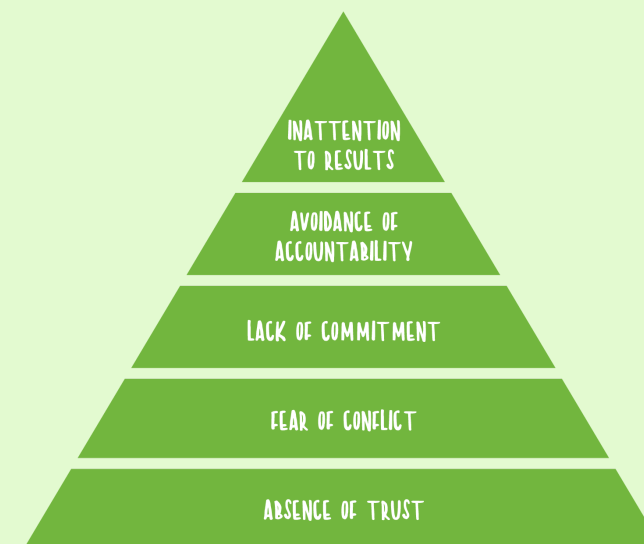 INATTENTION
TO RESULTS
AVOIDANCE OF
ACCOUNTABILITY
LACK OF COMMITMENT
FEAR OF CONFLICT
ABSENCE OF TRUST